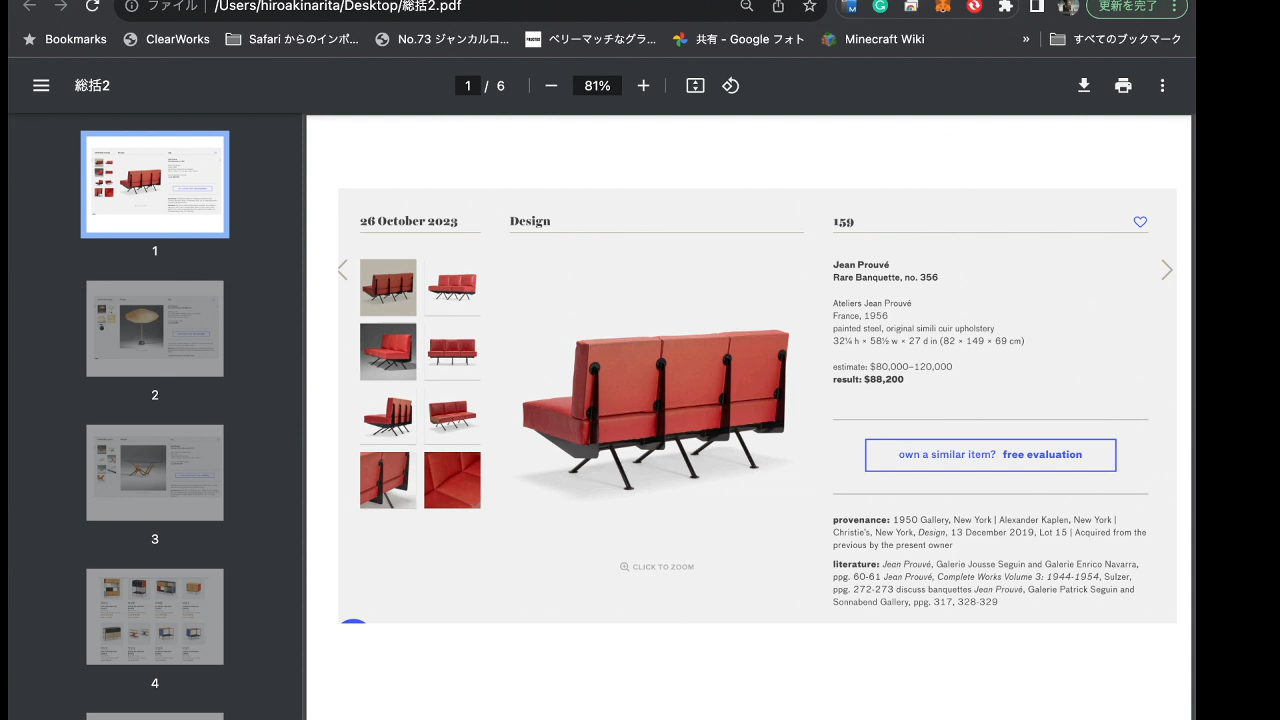 ファイル | /Users/hiroakinarita/Desktop/総括2.pdf
更新を完了
Bookmarks ClearWorks Safari からのインポ... No.73 ジャンカルロ... ベリーマッチなグラ... 共有 - Google フォト Minecraft Wiki » すべてのブックマーク
総括2 1 / 6 81%
1
2
3
4
26 October 2023 Design 159
Jean Prouvé
Rare Banquette, no. 356
Ateliers Jean Prouvé
France, 1956
painted steel, original simili cuir upholstery
32¼ h × 58½ w × 27 d in (82 × 149 × 69 cm)
estimate: $80,000–120,000
result: $88,200
own a similar item? free evaluation
provenance: 1950 Gallery, New York | Alexander Kaplen, New York |
Christie's, New York, Design, 13 December 2019, Lot 15 | Acquired from the
previous by the present owner
literature: Jean Prouvé, Galerie Jousse Seguin and Galerie Enrico Navarra,
ppg. 60-61 Jean Prouvé, Complete Works Volume 3: 1944-1954, Sulzer,
ppg. 272-273 discuss banquettes Jean Prouvé, Galerie Patrick Seguin and
Sonnabend Gallery, ppg. 317, 328-329
CLICK TO ZOOM